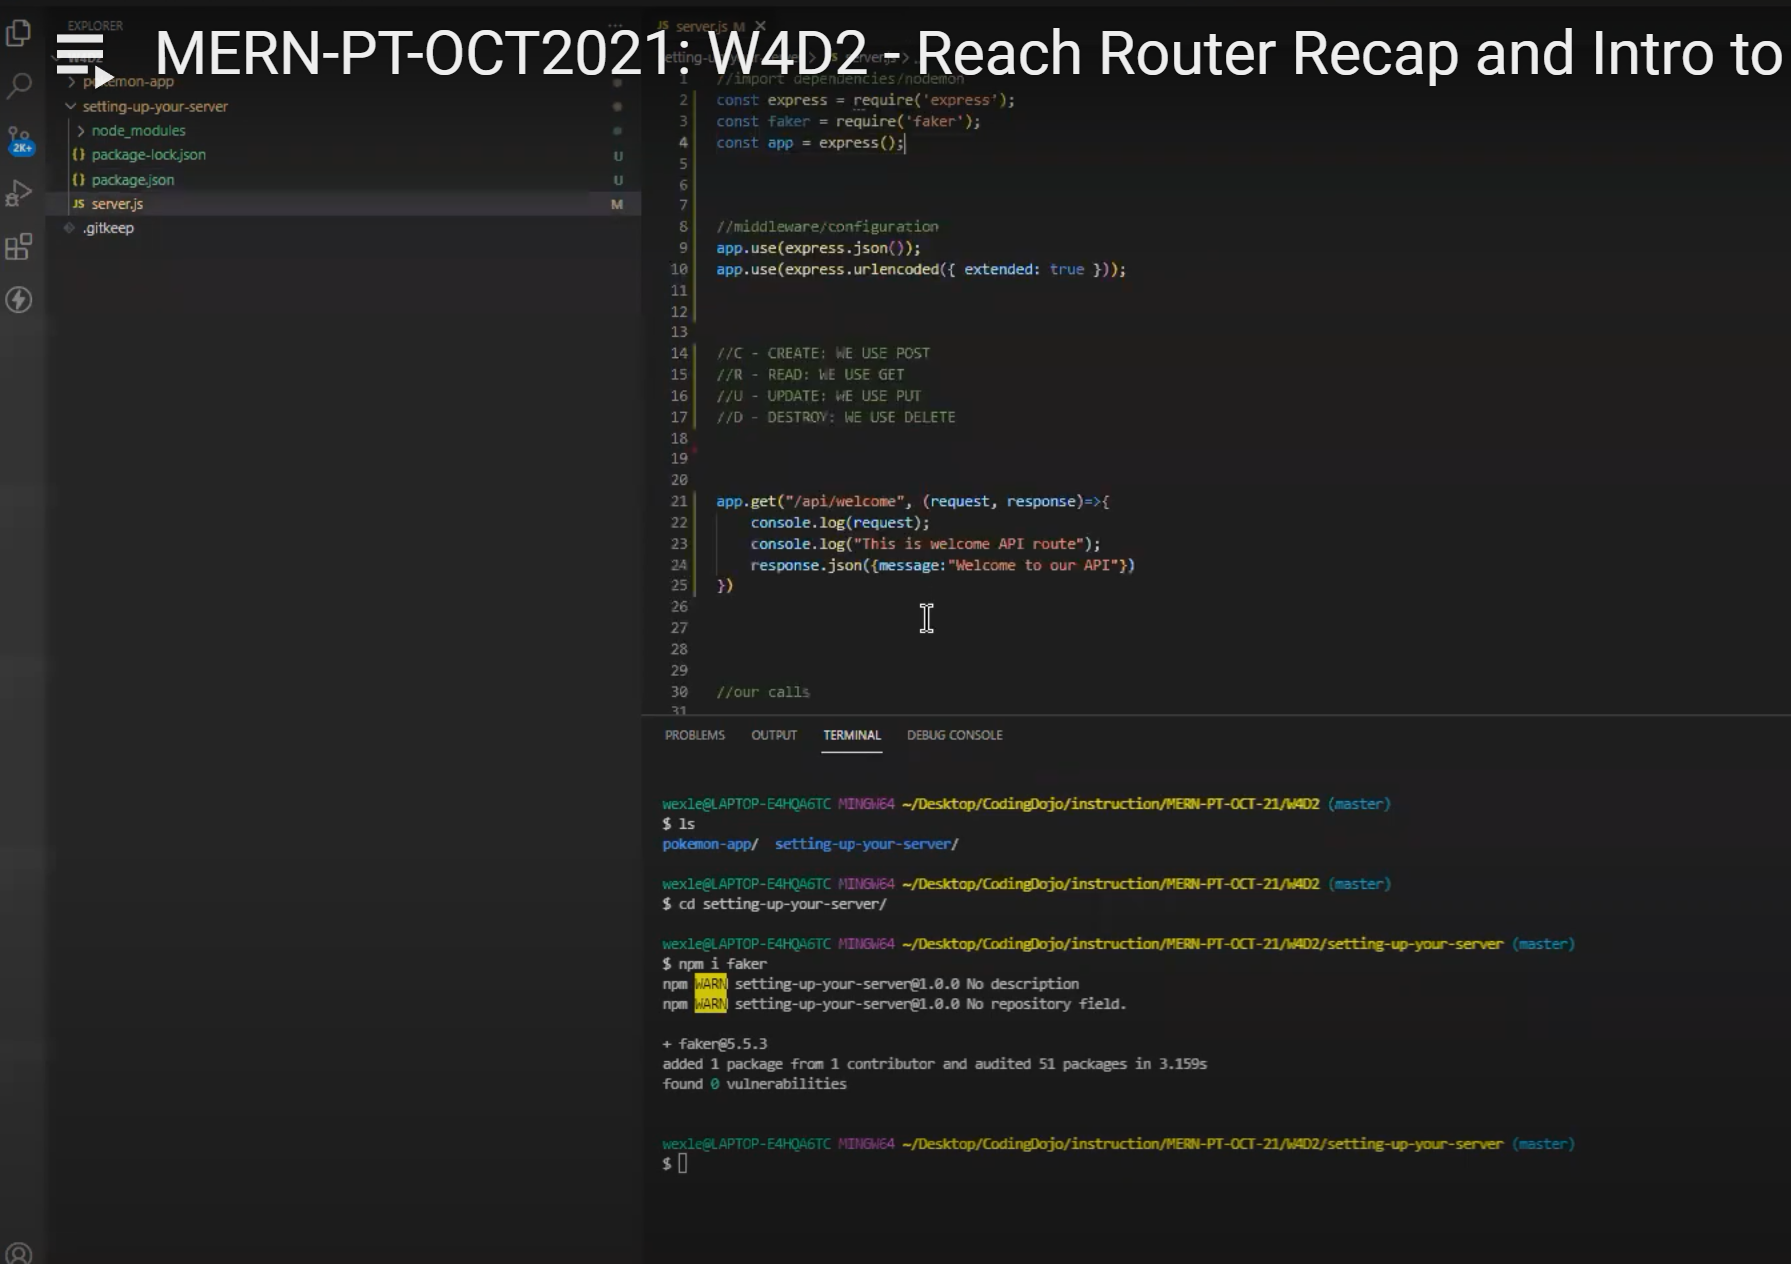 EXPLORER
W4D2
pokemon-app
setting-up-your-server
node_modules
package-lock.json U
package.json U
JS server.js M
.gitkeep
2K+
MERN-PT-OCT2021: W4D2 - Reach Router Recap and Intro to
JS server.js M
1 //import dependencies/nodemon
2 const express = require('express');
3 const faker = require('faker');
4 const app = express();
5
6
7
8 //middleware/configuration
9 app.use(express.json());
10 app.use(express.urlencoded({ extended: true }));
11
12
13
14 //C - CREATE: WE USE POST
15 //R - READ: WE USE GET
16 //U - UPDATE: WE USE PUT
17 //D - DESTROY: WE USE DELETE
18
19
20
21 app.get("/api/welcome", (request, response)=>{
22 console.log(request);
23 console.log("This is welcome API route");
24 response.json({message:"Welcome to our API"})
25 })
26
27
28
29
30 //our calls
31
PROBLEMS OUTPUT TERMINAL DEBUG CONSOLE
wexle@LAPTOP-E4HQA6TC MINGW64 ~/Desktop/CodingDojo/instruction/MERN-PT-OCT-21/W4D2 (master)
$ ls
pokemon-app/ setting-up-your-server/
wexle@LAPTOP-E4HQA6TC MINGW64 ~/Desktop/CodingDojo/instruction/MERN-PT-OCT-21/W4D2 (master)
$ cd setting-up-your-server/
wexle@LAPTOP-E4HQA6TC MINGW64 ~/Desktop/CodingDojo/instruction/MERN-PT-OCT-21/W4D2/setting-up-your-server (master)
$ npm i faker
npm WARN setting-up-your-server@1.0.0 No description
npm WARN setting-up-your-server@1.0.0 No repository field.
+ faker@5.5.3
added 1 package from 1 contributor and audited 51 packages in 3.159s
found 0 vulnerabilities
wexle@LAPTOP-E4HQA6TC MINGW64 ~/Desktop/CodingDojo/instruction/MERN-PT-OCT-21/W4D2/setting-up-your-server (master)
$